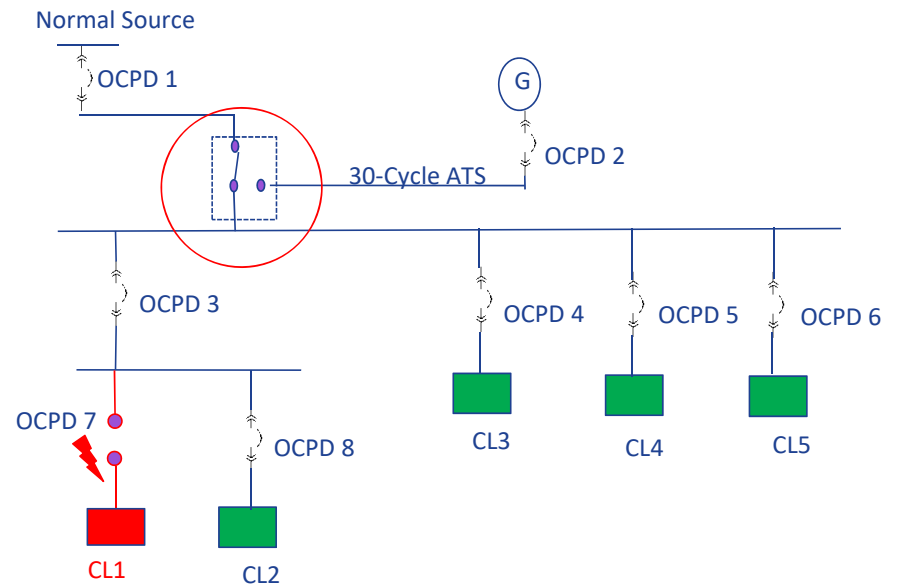 Normal Source
OCPD 1
G
OCPD 2
30-Cycle ATS
OCPD 3
OCPD 4
OCPD 5
OCPD 6
OCPD 7
OCPD 8
CL3
CL4
CL5
CL1
CL2